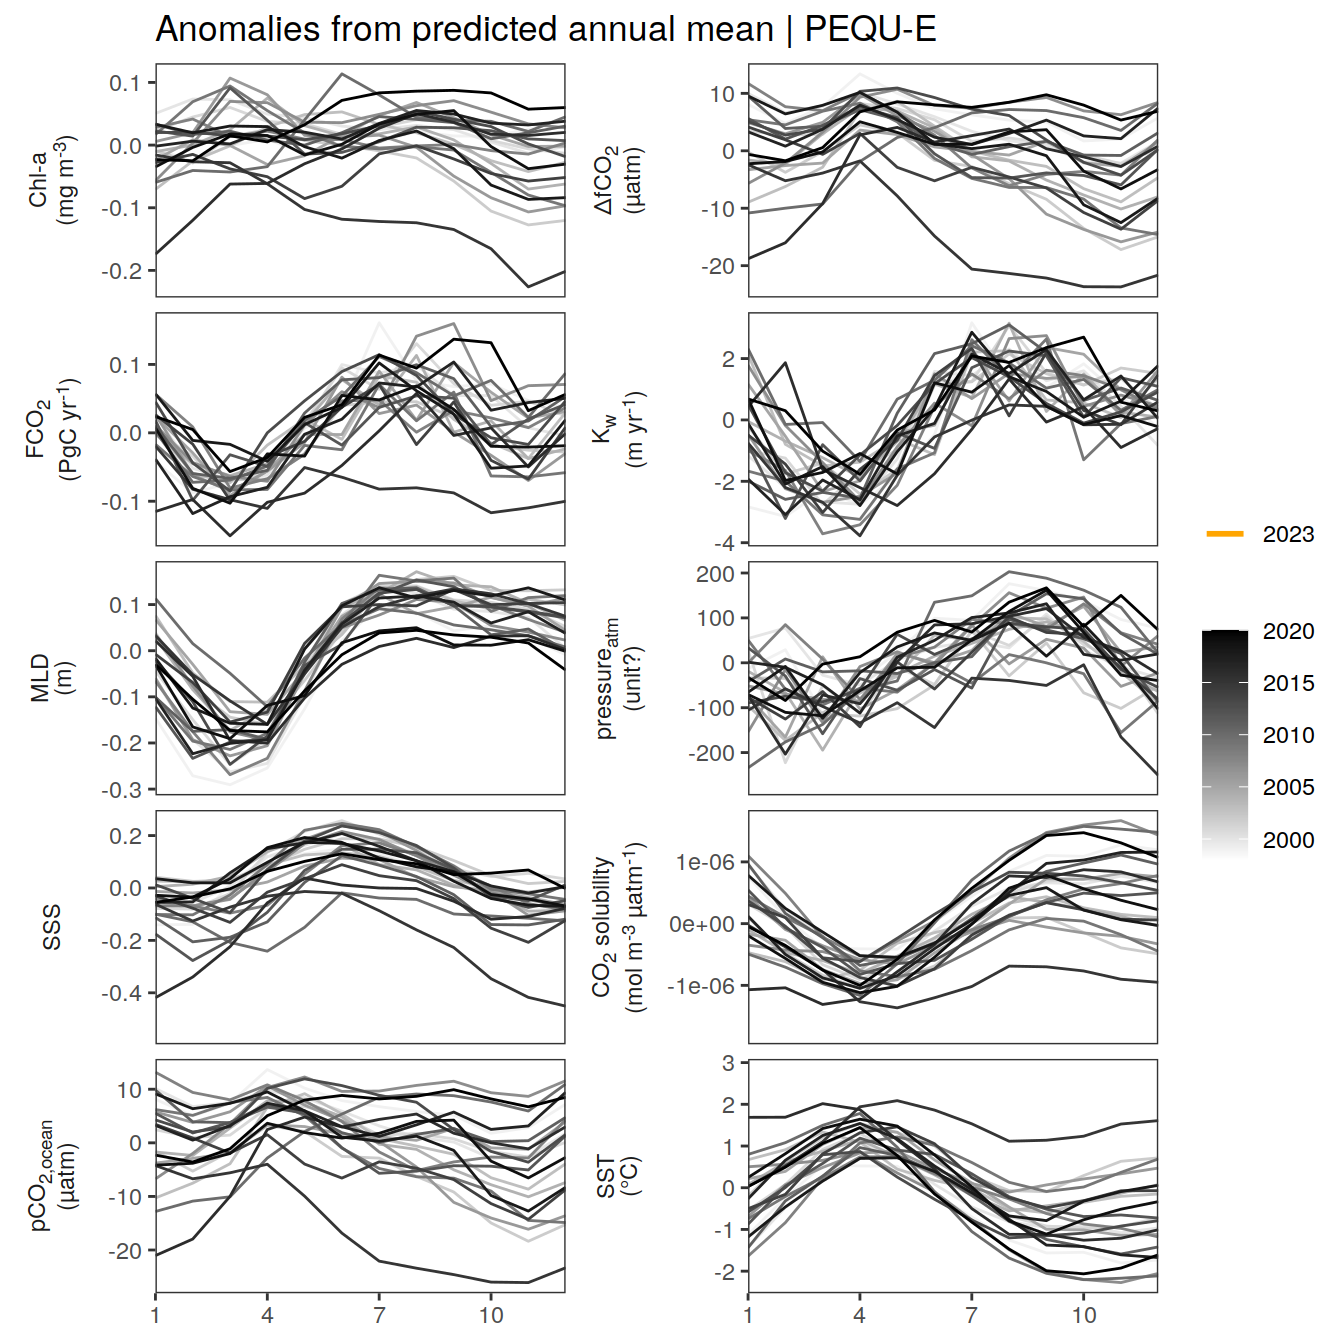 Anomalies from predicted annual mean | PEQU-E
Chl-a
(mg m-3)
0.1
0.0
-0.1
-0.2
ΔfCO2
(µatm)
10
0
-10
-20
FCO2
(PgC yr-1)
0.1
0.0
-0.1
Kw
(m yr-1)
2
0
-2
-4
MLD
(m)
0.1
0.0
-0.1
-0.2
-0.3
pressureatm
(unit?)
200
100
0
-100
-200
SSS
0.2
0.0
-0.2
-0.4
CO2 solubility
(mol m-3 µatm-1)
1e-06
0e+00
-1e-06
pCO2,ocean
(µatm)
10
0
-10
-20
1 4 7 10
SST
(°C)
3
2
1
0
-1
-2
1 4 7 10
2023
2020
2015
2010
2005
2000